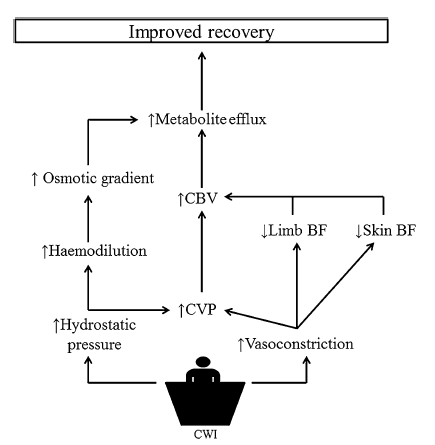 Improved recovery
↑Metabolite efflux
↑ Osmotic gradient
↑CBV
↓Limb BF
↓Skin BF
↑Haemodilution
↑CVP
↑Hydrostatic
pressure
↑Vasoconstriction
CWI